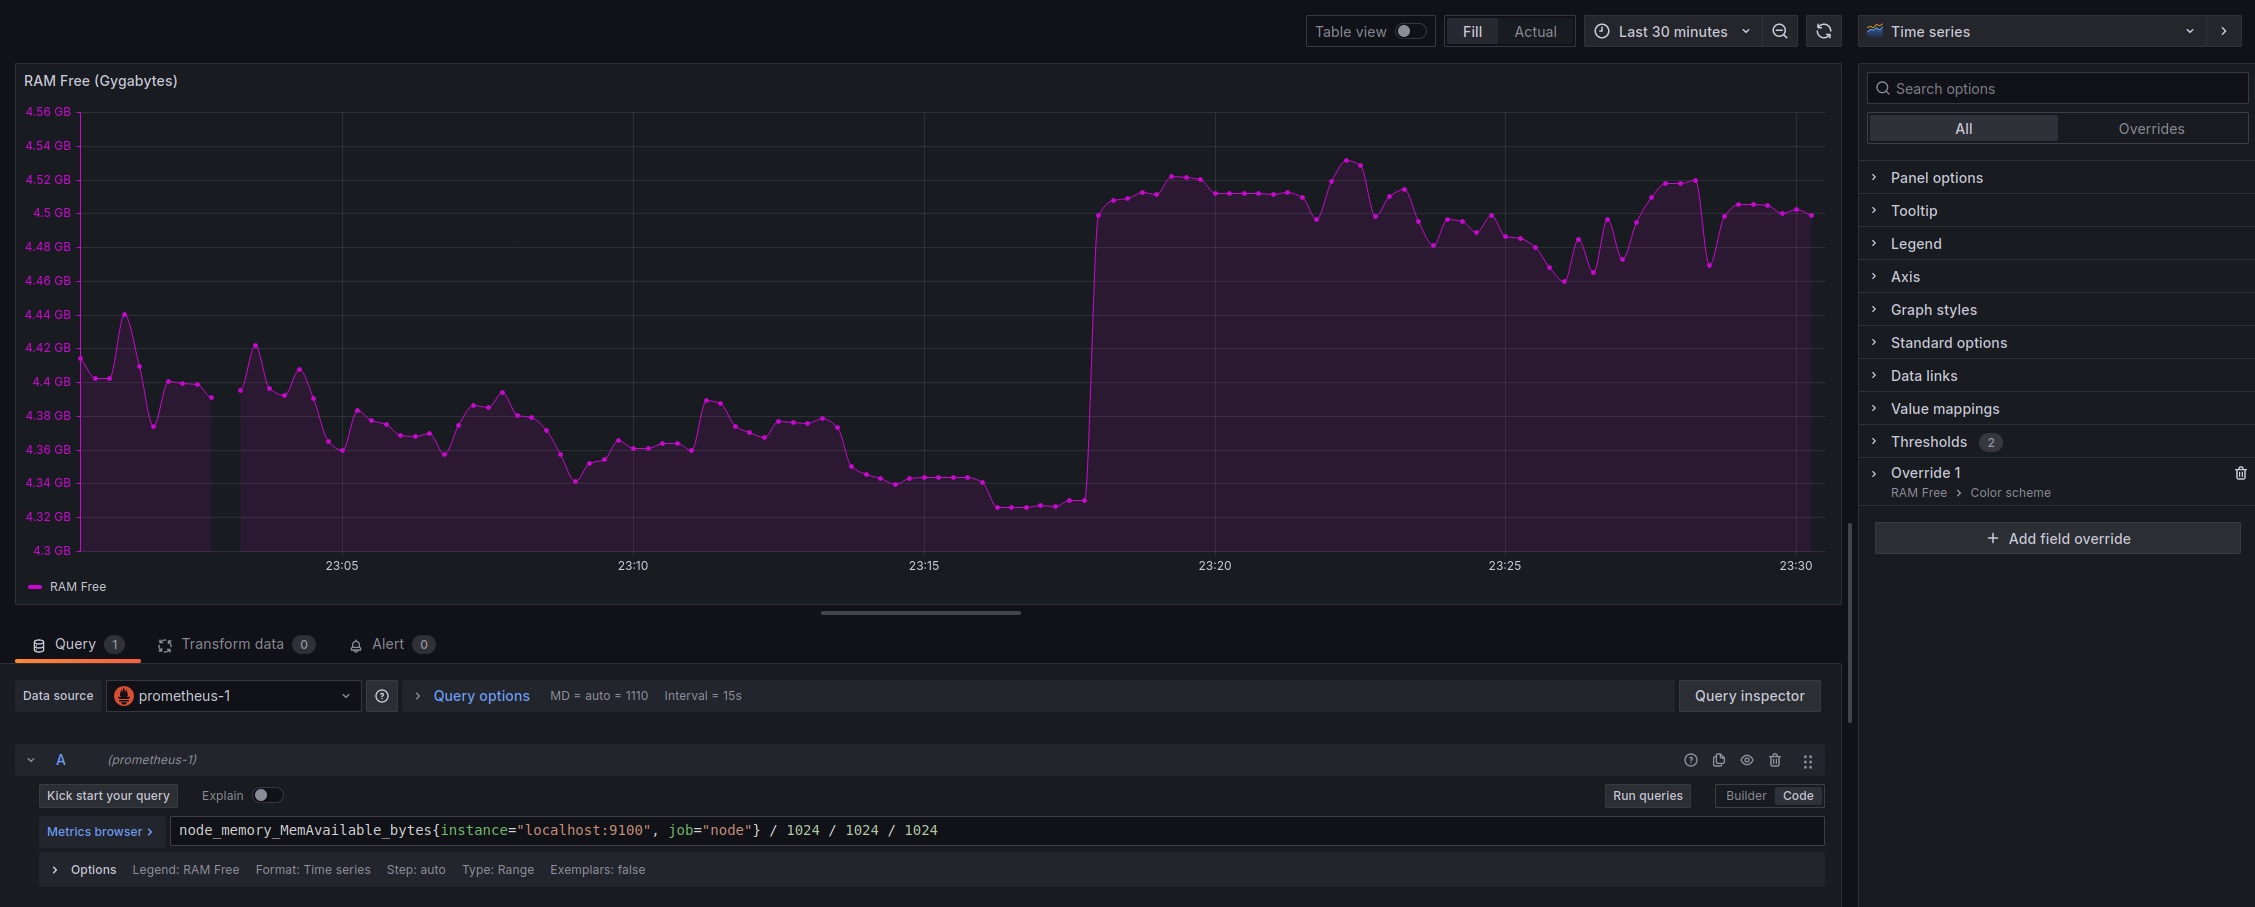 Table view Fill Actual Last 30 minutes Time series
RAM Free (Gygabytes)
4.56 GB
4.54 GB
4.52 GB
4.5 GB
4.48 GB
4.46 GB
4.44 GB
4.42 GB
4.4 GB
4.38 GB
4.36 GB
4.34 GB
4.32 GB
4.3 GB
23:05 23:10 23:15 23:20 23:25 23:30
RAM Free
Search options
All Overrides
Panel options
Tooltip
Legend
Axis
Graph styles
Standard options
Data links
Value mappings
Thresholds 2
Override 1
RAM Free > Color scheme
+ Add field override
Query 1 Transform data 0 Alert 0
Data source prometheus-1 > Query options MD = auto = 1110 Interval = 15s Query inspector
A (prometheus-1)
Kick start your query Explain Run queries Builder Code
Metrics browser > node_memory_MemAvailable_bytes{instance="localhost:9100", job="node"} / 1024 / 1024 / 1024
> Options Legend: RAM Free Format: Time series Step: auto Type: Range Exemplars: false